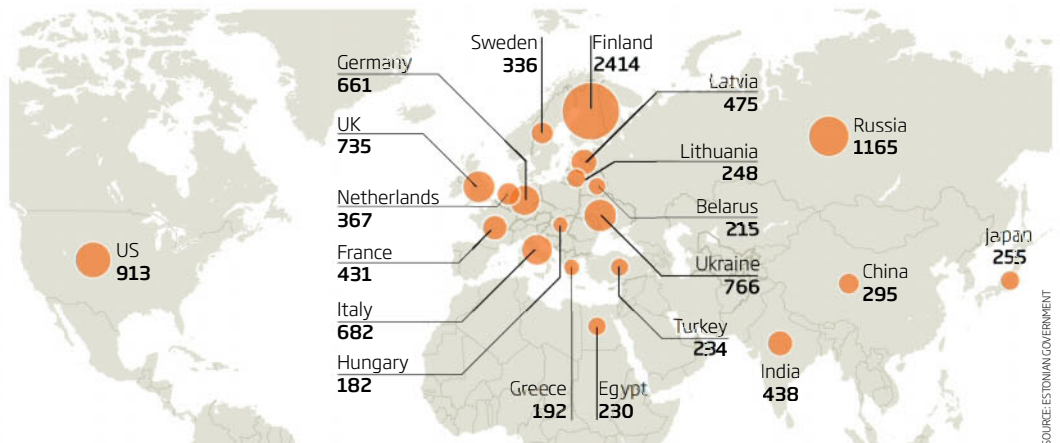 Sweden
336
Finland
2414
Germany
661
Latvia
475
UK
735
Russia
1165
Lithuania
248
Netherlands
367
Belarus
215
US
913
France
431
Ukraine
766
China
295
Japan
255
Italy
682
Turkey
234
Hungary
182
Greece
192
Egypt
230
India
438
SOURCE: ESTONIAN GOVERNMENT